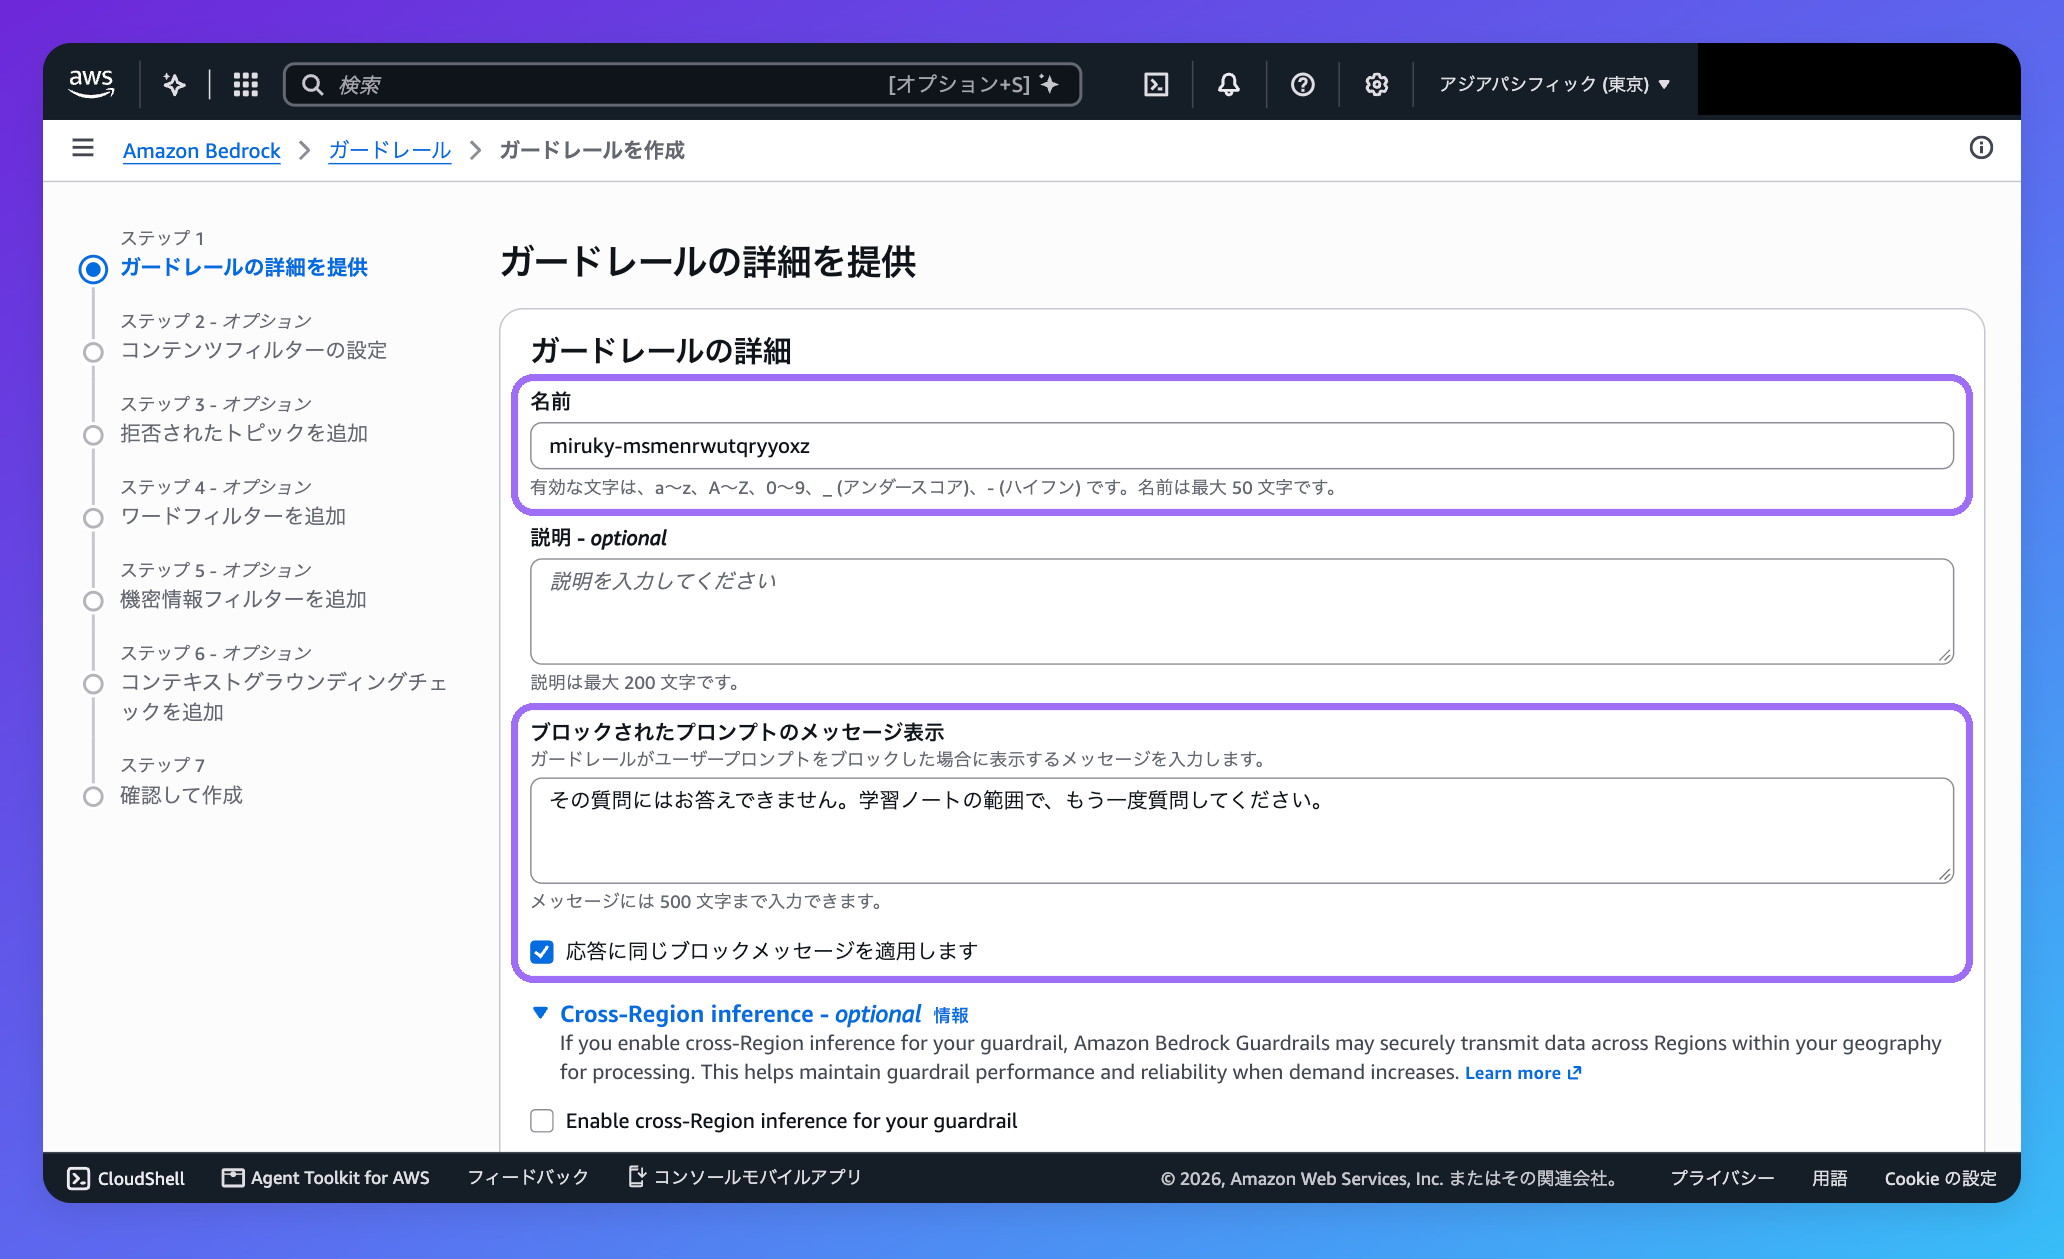 aws
検索
[オプション+S]
アジアパシフィック (東京) ▼
Amazon Bedrock
ガードレール
ガードレールを作成
ステップ 1
ガードレールの詳細を提供
ステップ 2 - オプション
コンテンツフィルターの設定
ステップ 3 - オプション
拒否されたトピックを追加
ステップ 4 - オプション
ワードフィルターを追加
ステップ 5 - オプション
機密情報フィルターを追加
ステップ 6 - オプション
コンテキストグラウンディングチェ
ックを追加
ステップ 7
確認して作成
ガードレールの詳細を提供
ガードレールの詳細
名前
miruky-msmenrwutqryyoxz
有効な文字は、a～z、A～Z、0～9、_ (アンダースコア)、- (ハイフン) です。名前は最大 50 文字です。
説明 - optional
説明を入力してください
説明は最大 200 文字です。
ブロックされたプロンプトのメッセージ表示
ガードレールがユーザープロンプトをブロックした場合に表示するメッセージを入力します。
その質問にはお答えできません。学習ノートの範囲で、もう一度質問してください。
メッセージには 500 文字まで入力できます。
応答に同じブロックメッセージを適用します
Cross-Region inference - optional 情報
If you enable cross-Region inference for your guardrail, Amazon Bedrock Guardrails may securely transmit data across Regions within your geography
for processing. This helps maintain guardrail performance and reliability when demand increases. Learn more
Enable cross-Region inference for your guardrail
CloudShell
Agent Toolkit for AWS
フィードバック
コンソールモバイルアプリ
© 2026, Amazon Web Services, Inc. またはその関連会社。
プライバシー
用語
Cookie の設定